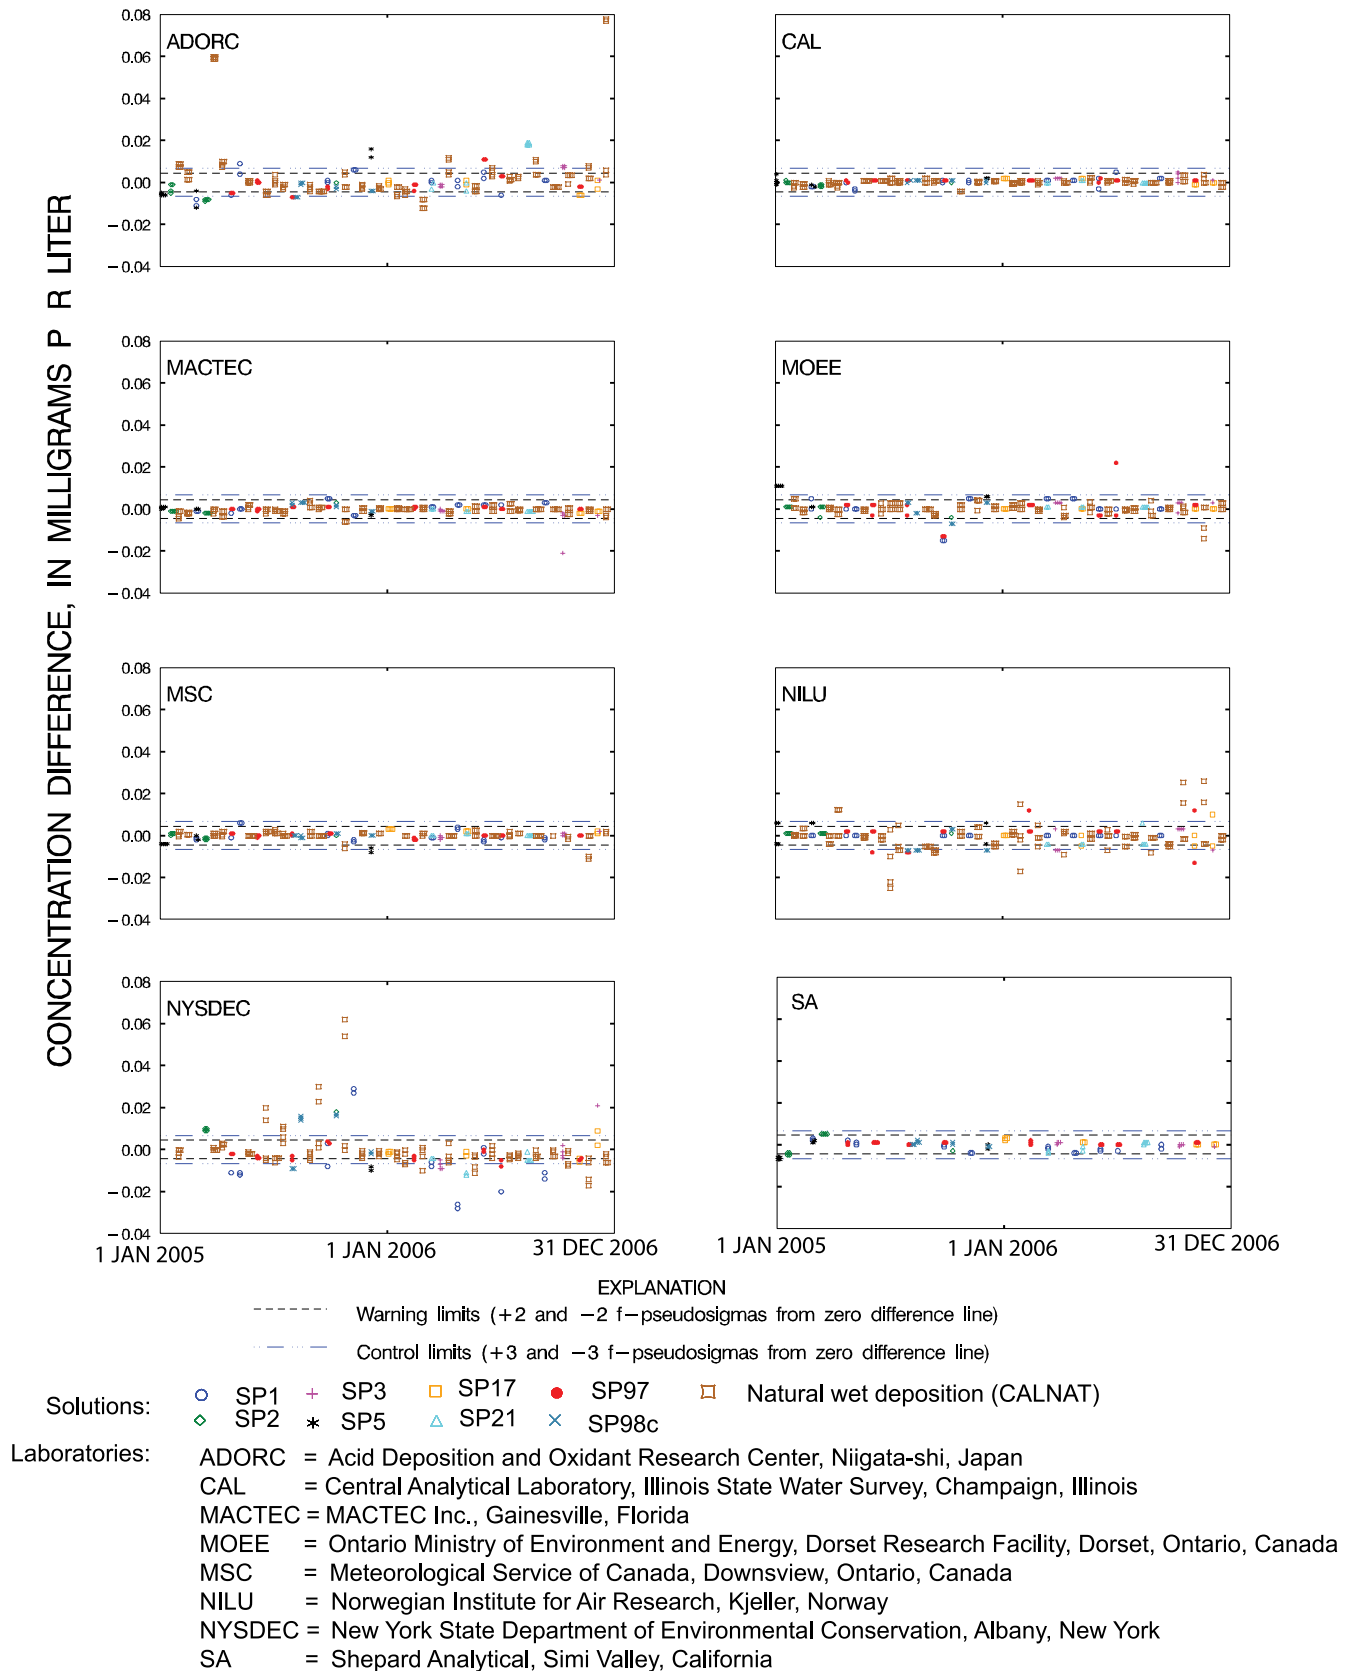 CONCENTRATION DIFFERENCE, IN MILLIGRAMS P R LITER
ADORC
0.08
0.06
0.04
0.02
0.00
−0.02
−0.04
CAL
MACTEC
0.08
0.06
0.04
0.02
0.00
−0.02
−0.04
MOEE
MSC
0.08
0.06
0.04
0.02
0.00
−0.02
−0.04
NILU
NYSDEC
0.08
0.06
0.04
0.02
0.00
−0.02
−0.04
SA
1 JAN 2005 1 JAN 2006 31 DEC 2006
1 JAN 2005 1 JAN 2006 31 DEC 2006
EXPLANATION
Warning limits (+2 and −2 f−pseudosigmas from zero difference line)
Control limits (+3 and −3 f−pseudosigmas from zero difference line)
Solutions: SP1 SP3 SP17 SP97 Natural wet deposition (CALNAT)
SP2 SP5 SP21 SP98c
Laboratories: ADORC = Acid Deposition and Oxidant Research Center, Niigata-shi, Japan
CAL = Central Analytical Laboratory, Illinois State Water Survey, Champaign, Illinois
MACTEC = MACTEC Inc., Gainesville, Florida
MOEE = Ontario Ministry of Environment and Energy, Dorset Research Facility, Dorset, Ontario, Canada
MSC = Meteorological Service of Canada, Downsview, Ontario, Canada
NILU = Norwegian Institute for Air Research, Kjeller, Norway
NYSDEC = New York State Department of Environmental Conservation, Albany, New York
SA = Shepard Analytical, Simi Valley, California